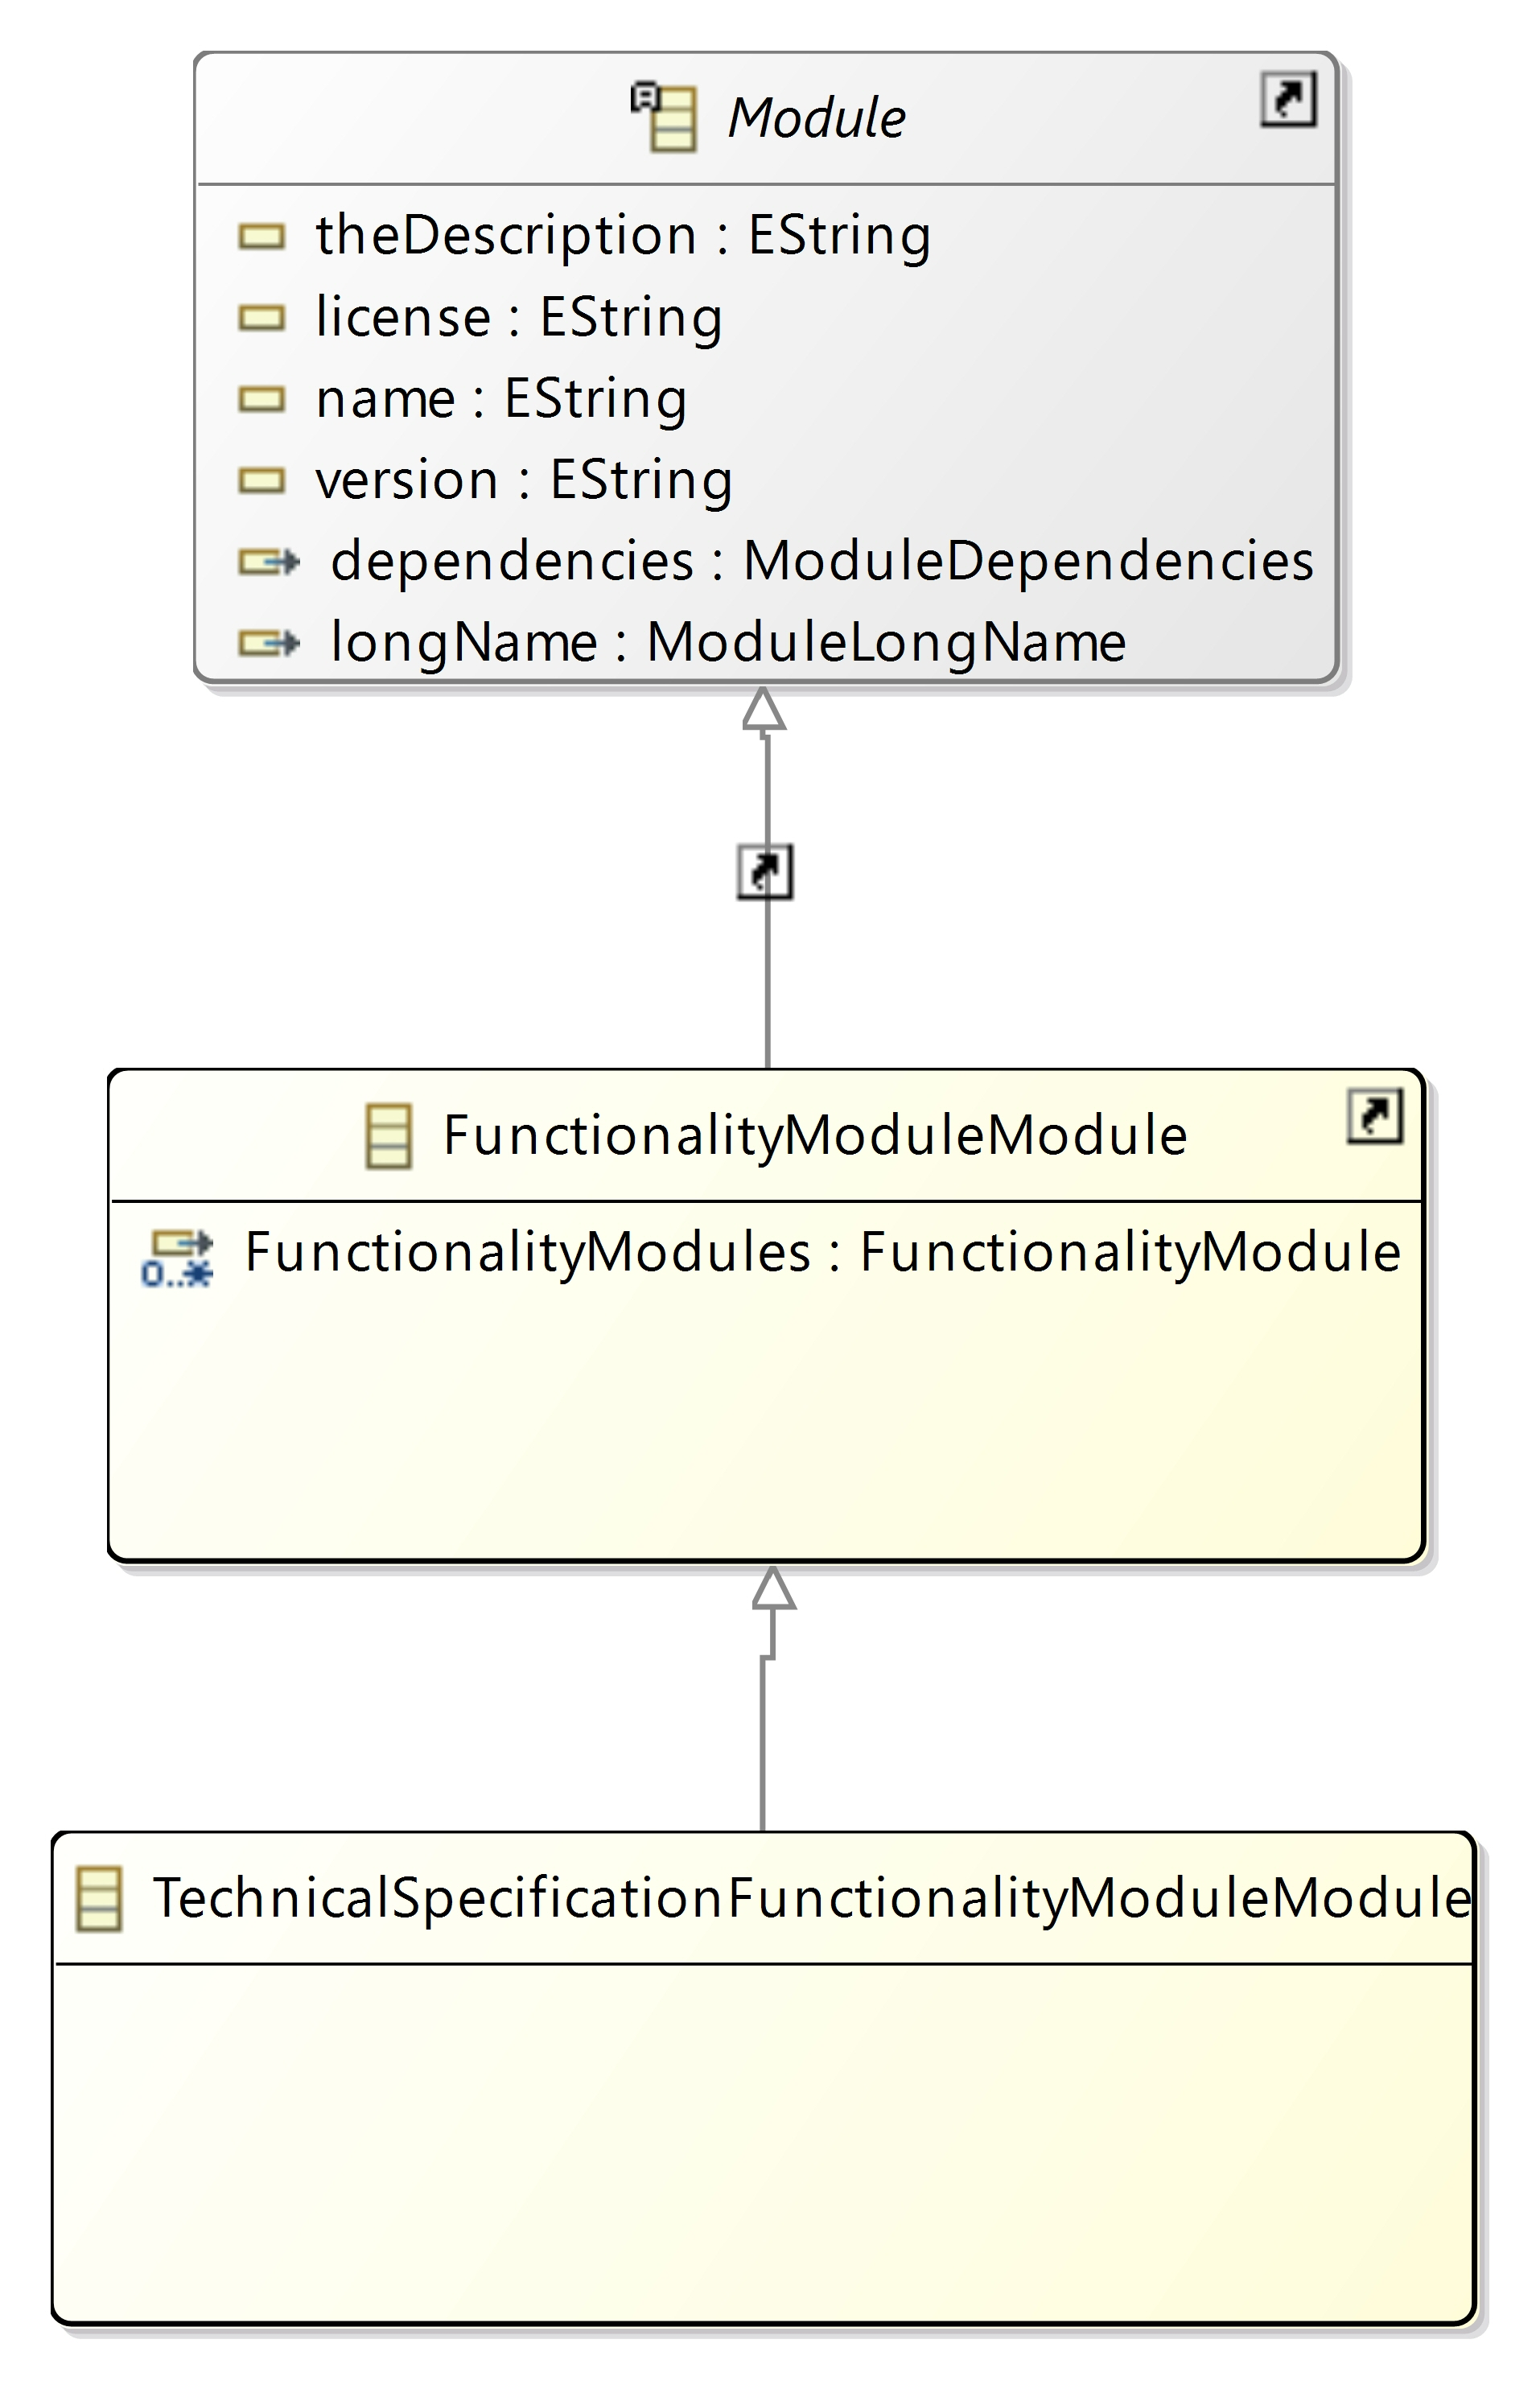 Module
theDescription : EString
license : EString
name : EString
version : EString
dependencies : ModuleDependencies
longName : ModuleLongName
FunctionalityModuleModule
FunctionalityModules : FunctionalityModule
0..*
TechnicalSpecificationFunctionalityModuleModule